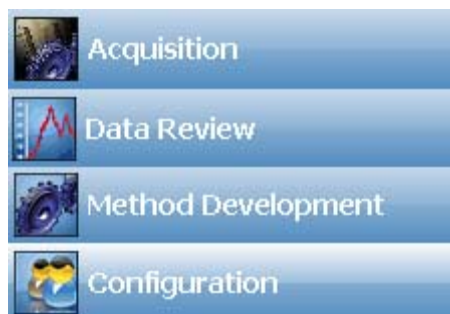 Acquisition
Data Review
Method Development
Configuration